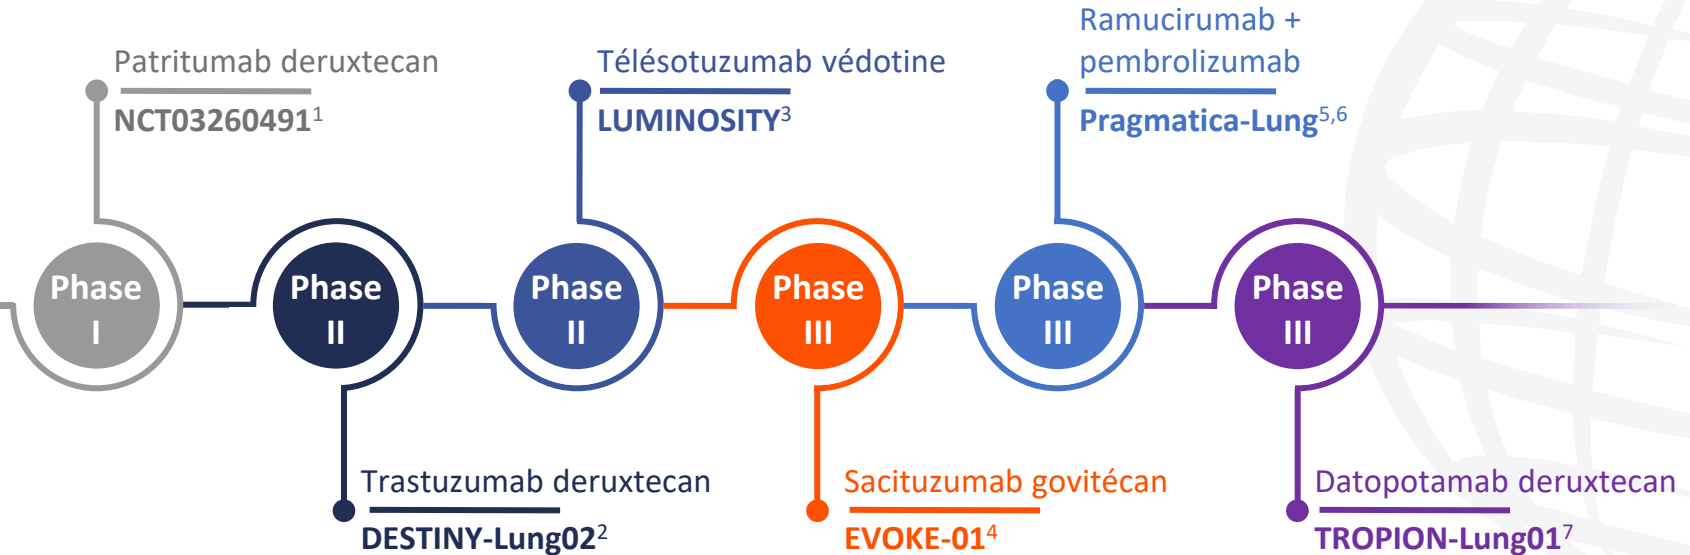 Patritumab deruxtecan
NCT03260491¹
Télésotuzumab védotine
LUMINOSITY³
Ramucirumab +
pembrolizumab
Pragmatica-Lung⁵,⁶
Phase
I
Phase
II
Phase
II
Phase
III
Phase
III
Phase
III
Trastuzumab deruxtecan
DESTINY-Lung02²
Sacituzumab govitécan
EVOKE-01⁴
Datopotamab deruxtecan
TROPION-Lung01⁷